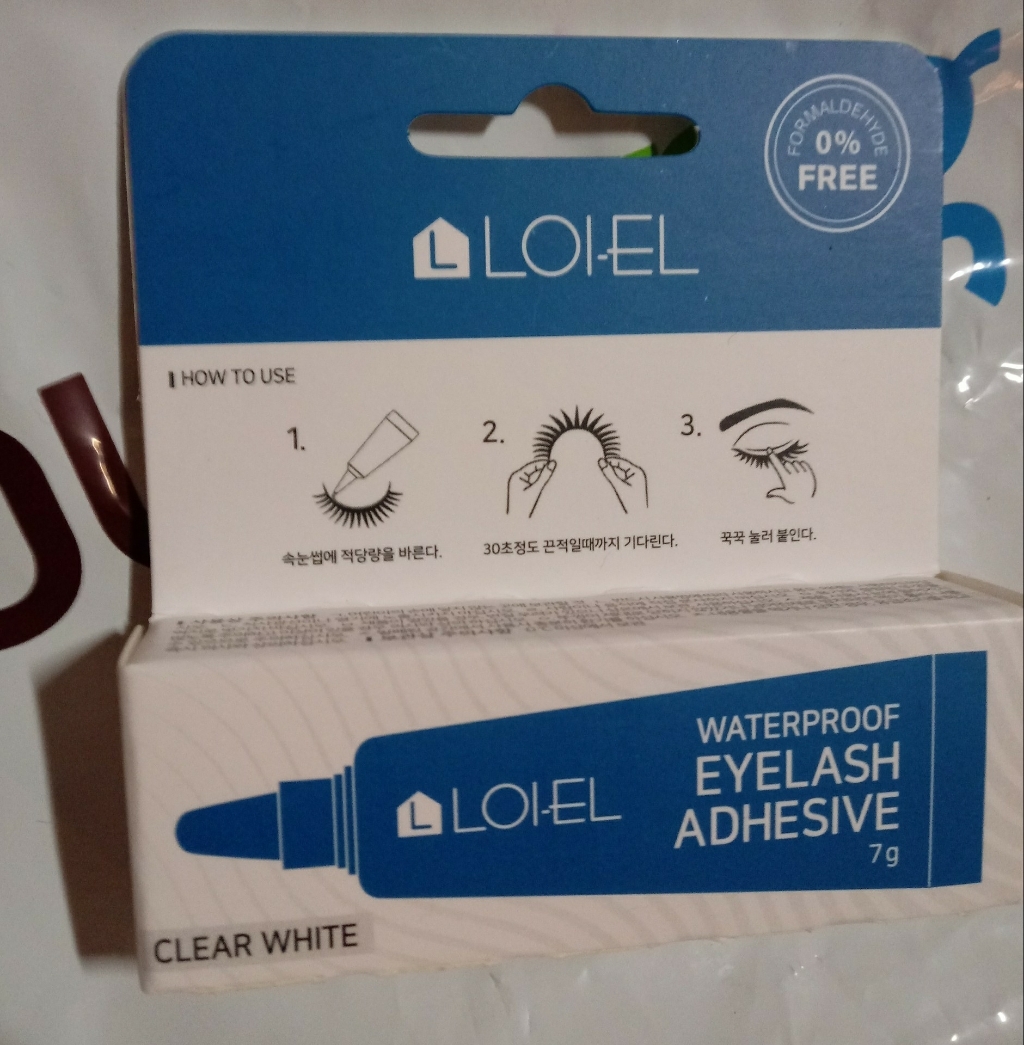 FORMALDEHYDE
0%
FREE
LOI-EL
HOW TO USE
1.
2.
3.
속눈썹에 적당량을 바른다.
30초정도 끈적일때까지 기다린다.
꾹꾹 눌러 붙인다.
WATERPROOF
EYELASH
ADHESIVE
7g
LOI-EL
CLEAR WHITE